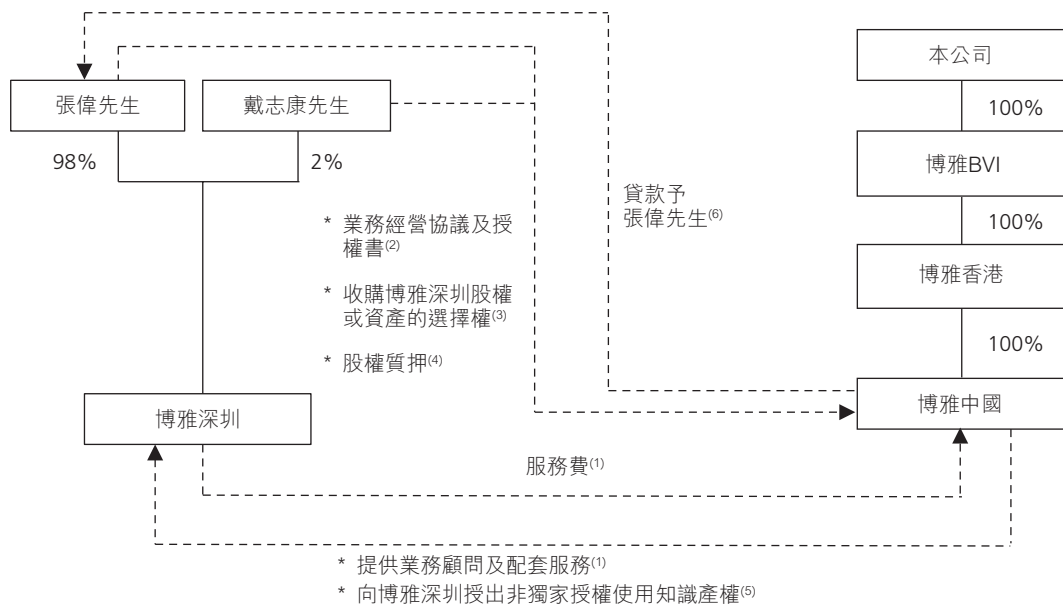 本公司
張偉先生
戴志康先生
100%
98%
2%
博雅BVI
貸款予
張偉先生(6)
* 業務經營協議及授
權書(2)
100%
博雅香港
* 收購博雅深圳股權
或資產的選擇權(3)
100%
* 股權質押(4)
博雅深圳
博雅中國
服務費(1)
* 提供業務顧問及配套服務(1)
* 向博雅深圳授出非獨家授權使用知識產權(5)